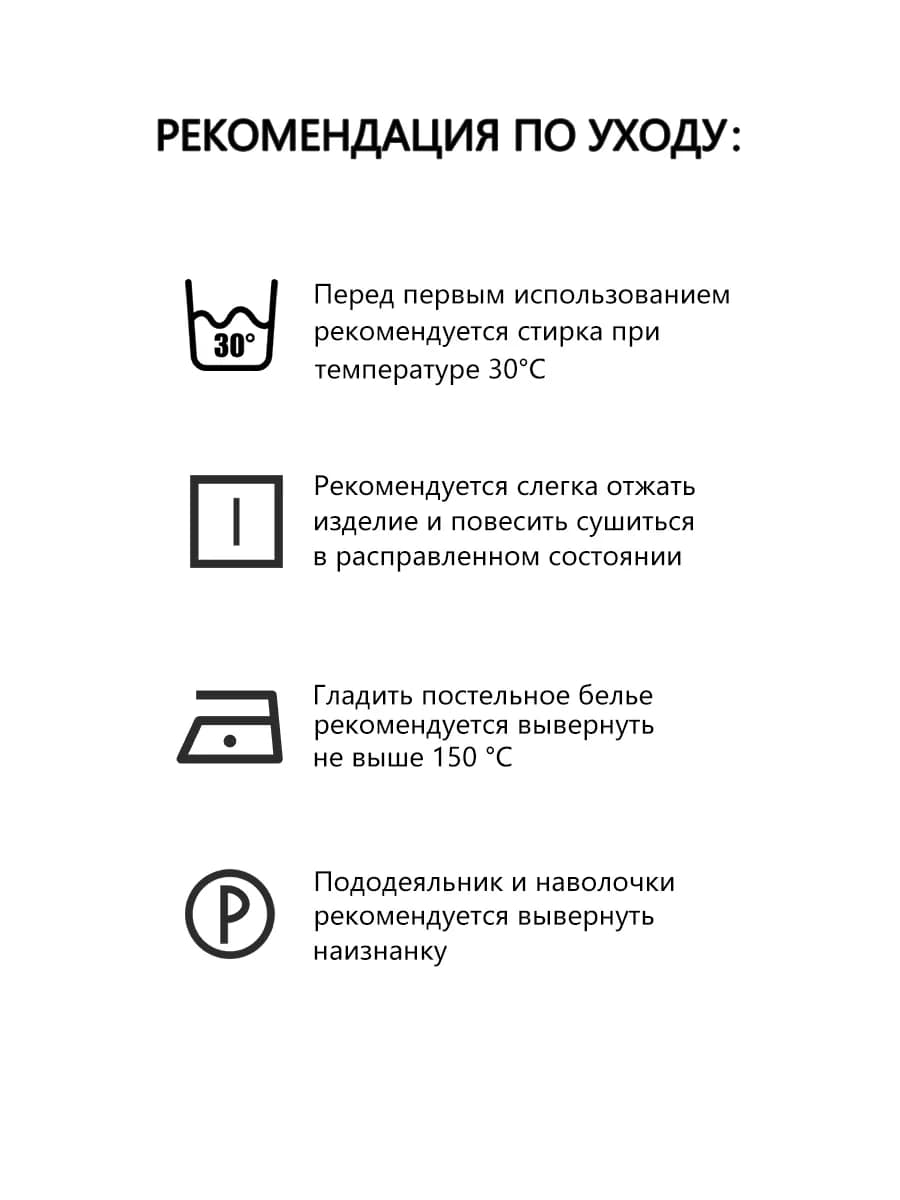 РЕКОМЕНДАЦИЯ ПО УХОДУ:
30°
Перед первым использованием
рекомендуется стирка при
температуре 30°C
Рекомендуется слегка отжать
изделие и повесить сушиться
в расправленном состоянии
Гладить постельное белье
рекомендуется вывернуть
не выше 150 °C
P
Пододеяльник и наволочки
рекомендуется вывернуть
наизнанку